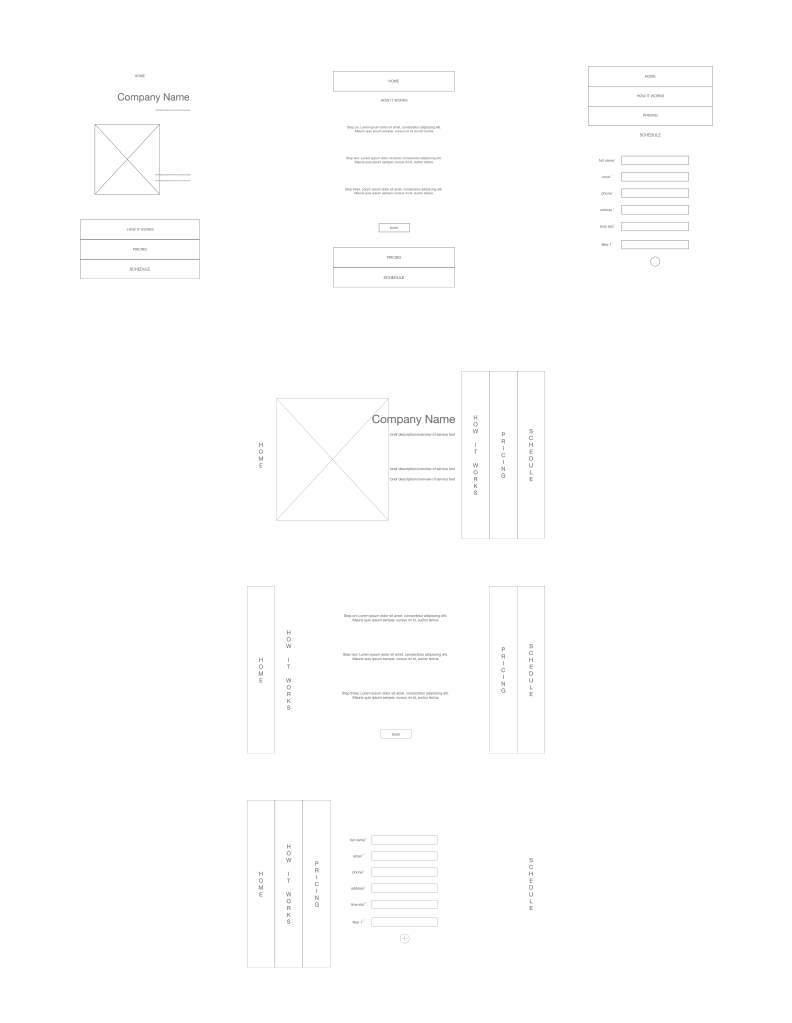 HOME
Company Name
HOW IT WORKS
PRICING
SCHEDULE
HOME
HOW IT WORKS
Step on: Lorem ipsum dolor sit amet, consectetur adipiscing elit.
Mauris quis ipsum semper, cursus mi id, auctor lectus.
Step two: Lorem ipsum dolor sit amet, consectetur adipiscing elit.
Mauris quis ipsum semper, cursus mi id, auctor lectus.
Step three: Lorem ipsum dolor sit amet, consectetur adipiscing elit.
Mauris quis ipsum semper, cursus mi id, auctor lectus.
book
PRICING
SCHEDULE
HOME
HOW IT WORKS
PRICING
SCHEDULE
full name*
email*
phone*
address*
time slot*
filter 1*
HOME
Company Name
brief description/overview of service text
brief description/overview of service text
brief description/overview of service text
HOW IT WORKS
PRICING
SCHEDULE
HOME
HOW IT WORKS
Step on: Lorem ipsum dolor sit amet, consectetur adipiscing elit.
Mauris quis ipsum semper, cursus mi id, auctor lectus.
Step two: Lorem ipsum dolor sit amet, consectetur adipiscing elit.
Mauris quis ipsum semper, cursus mi id, auctor lectus.
Step three: Lorem ipsum dolor sit amet, consectetur adipiscing elit.
Mauris quis ipsum semper, cursus mi id, auctor lectus.
book
PRICING
SCHEDULE
HOME
HOW IT WORKS
PRICING
full name*
email*
phone*
address*
time slot*
filter 1*
SCHEDULE